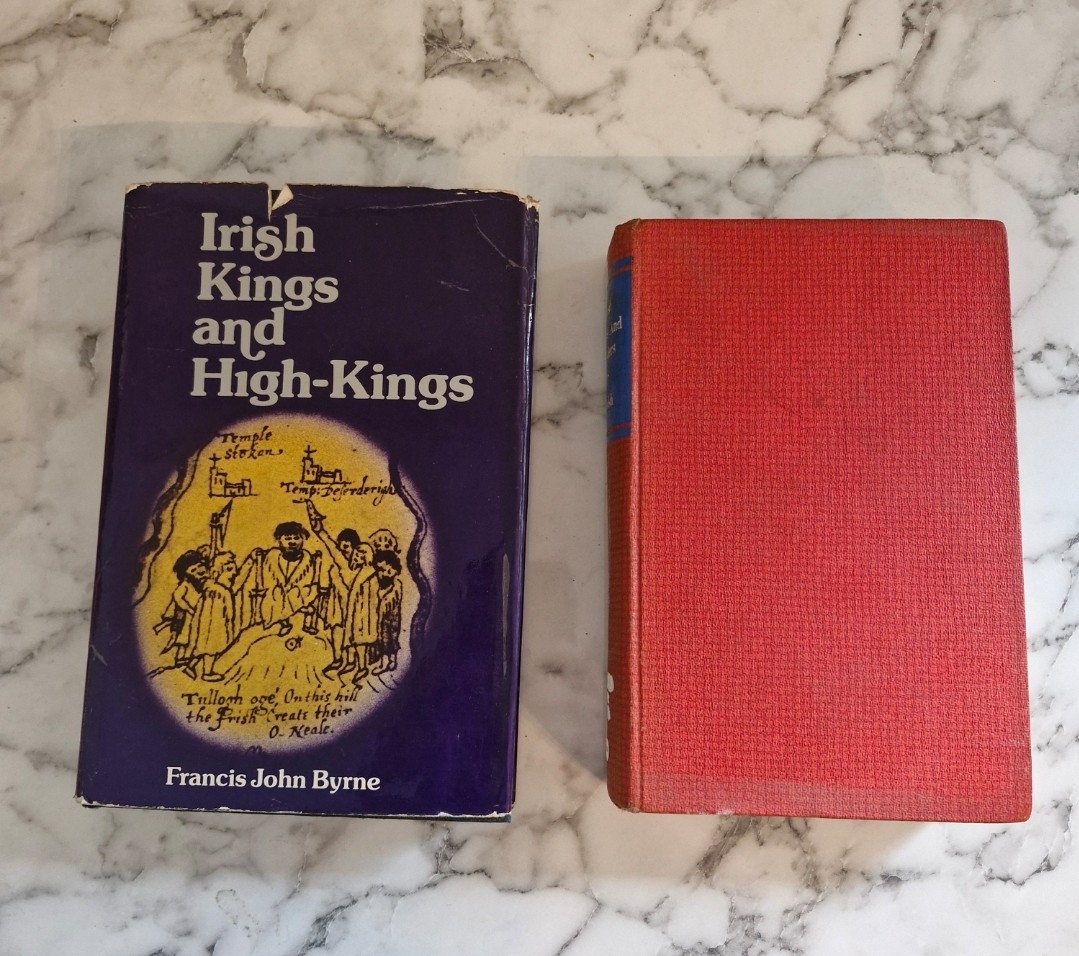 Irish
Kings
and
High-Kings
Temple
Temp: Deserderigh
Tullogh oge, On this hill
the Irish Create their
O-Neale.
Francis John Byrne
and